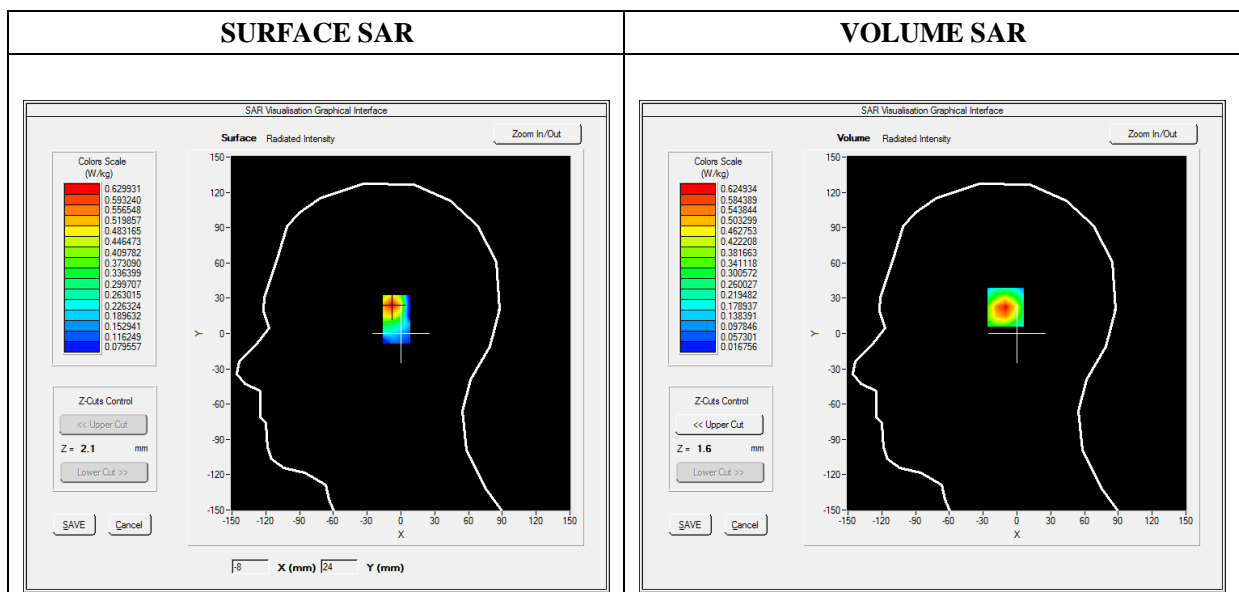 SURFACE SAR
VOLUME SAR
SAR Visualisation Graphical Interface
Surface Radiated Intensity
Zoom In/Out
Colors Scale
(W/kg)
0.629931
0.593240
0.556548
0.519857
0.483165
0.446473
0.409782
0.373090
0.336399
0.299707
0.263015
0.226324
0.189632
0.152941
0.116249
0.079557
Z-Cuts Control
<< Upper Cut
Z = 2.1 mm
Lower Cut >>
SAVE Cancel
150
120
90
60
30
0
-30
-60
-90
-120
-150
Y
-150 -120 -90 -60 -30 0 30 60 90 120 150
X
-8 X (mm) 24 Y (mm)
SAR Visualisation Graphical Interface
Volume Radiated Intensity
Zoom In/Out
Colors Scale
(W/kg)
0.624934
0.584389
0.543844
0.503299
0.462753
0.422208
0.381663
0.341118
0.300572
0.260027
0.219482
0.178937
0.138391
0.097846
0.057301
0.016756
Z-Cuts Control
<< Upper Cut
Z = 1.6 mm
Lower Cut >>
SAVE Cancel
150
120
90
60
30
0
-30
-60
-90
-120
-150
Y
-150 -120 -90 -60 -30 0 30 60 90 120 150
X